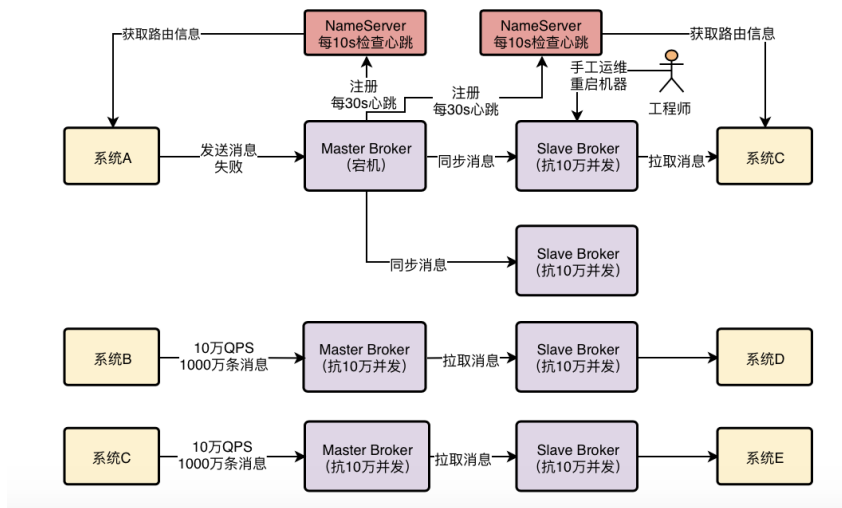 NameServer
每10s检查心跳
NameServer
每10s检查心跳
获取路由信息
获取路由信息
手工运维
重启机器
工程师
注册
每30s心跳
注册
每30s心跳
系统A
发送消息
失败
Master Broker
（宕机）
同步消息
Slave Broker
（抗10万并发）
拉取消息
系统C
同步消息
Slave Broker
（抗10万并发）
系统B
10万QPS
1000万条消息
Master Broker
（抗10万并发）
拉取消息
Slave Broker
（抗10万并发）
系统D
系统C
10万QPS
1000万条消息
Master Broker
（抗10万并发）
拉取消息
Slave Broker
（抗10万并发）
系统E